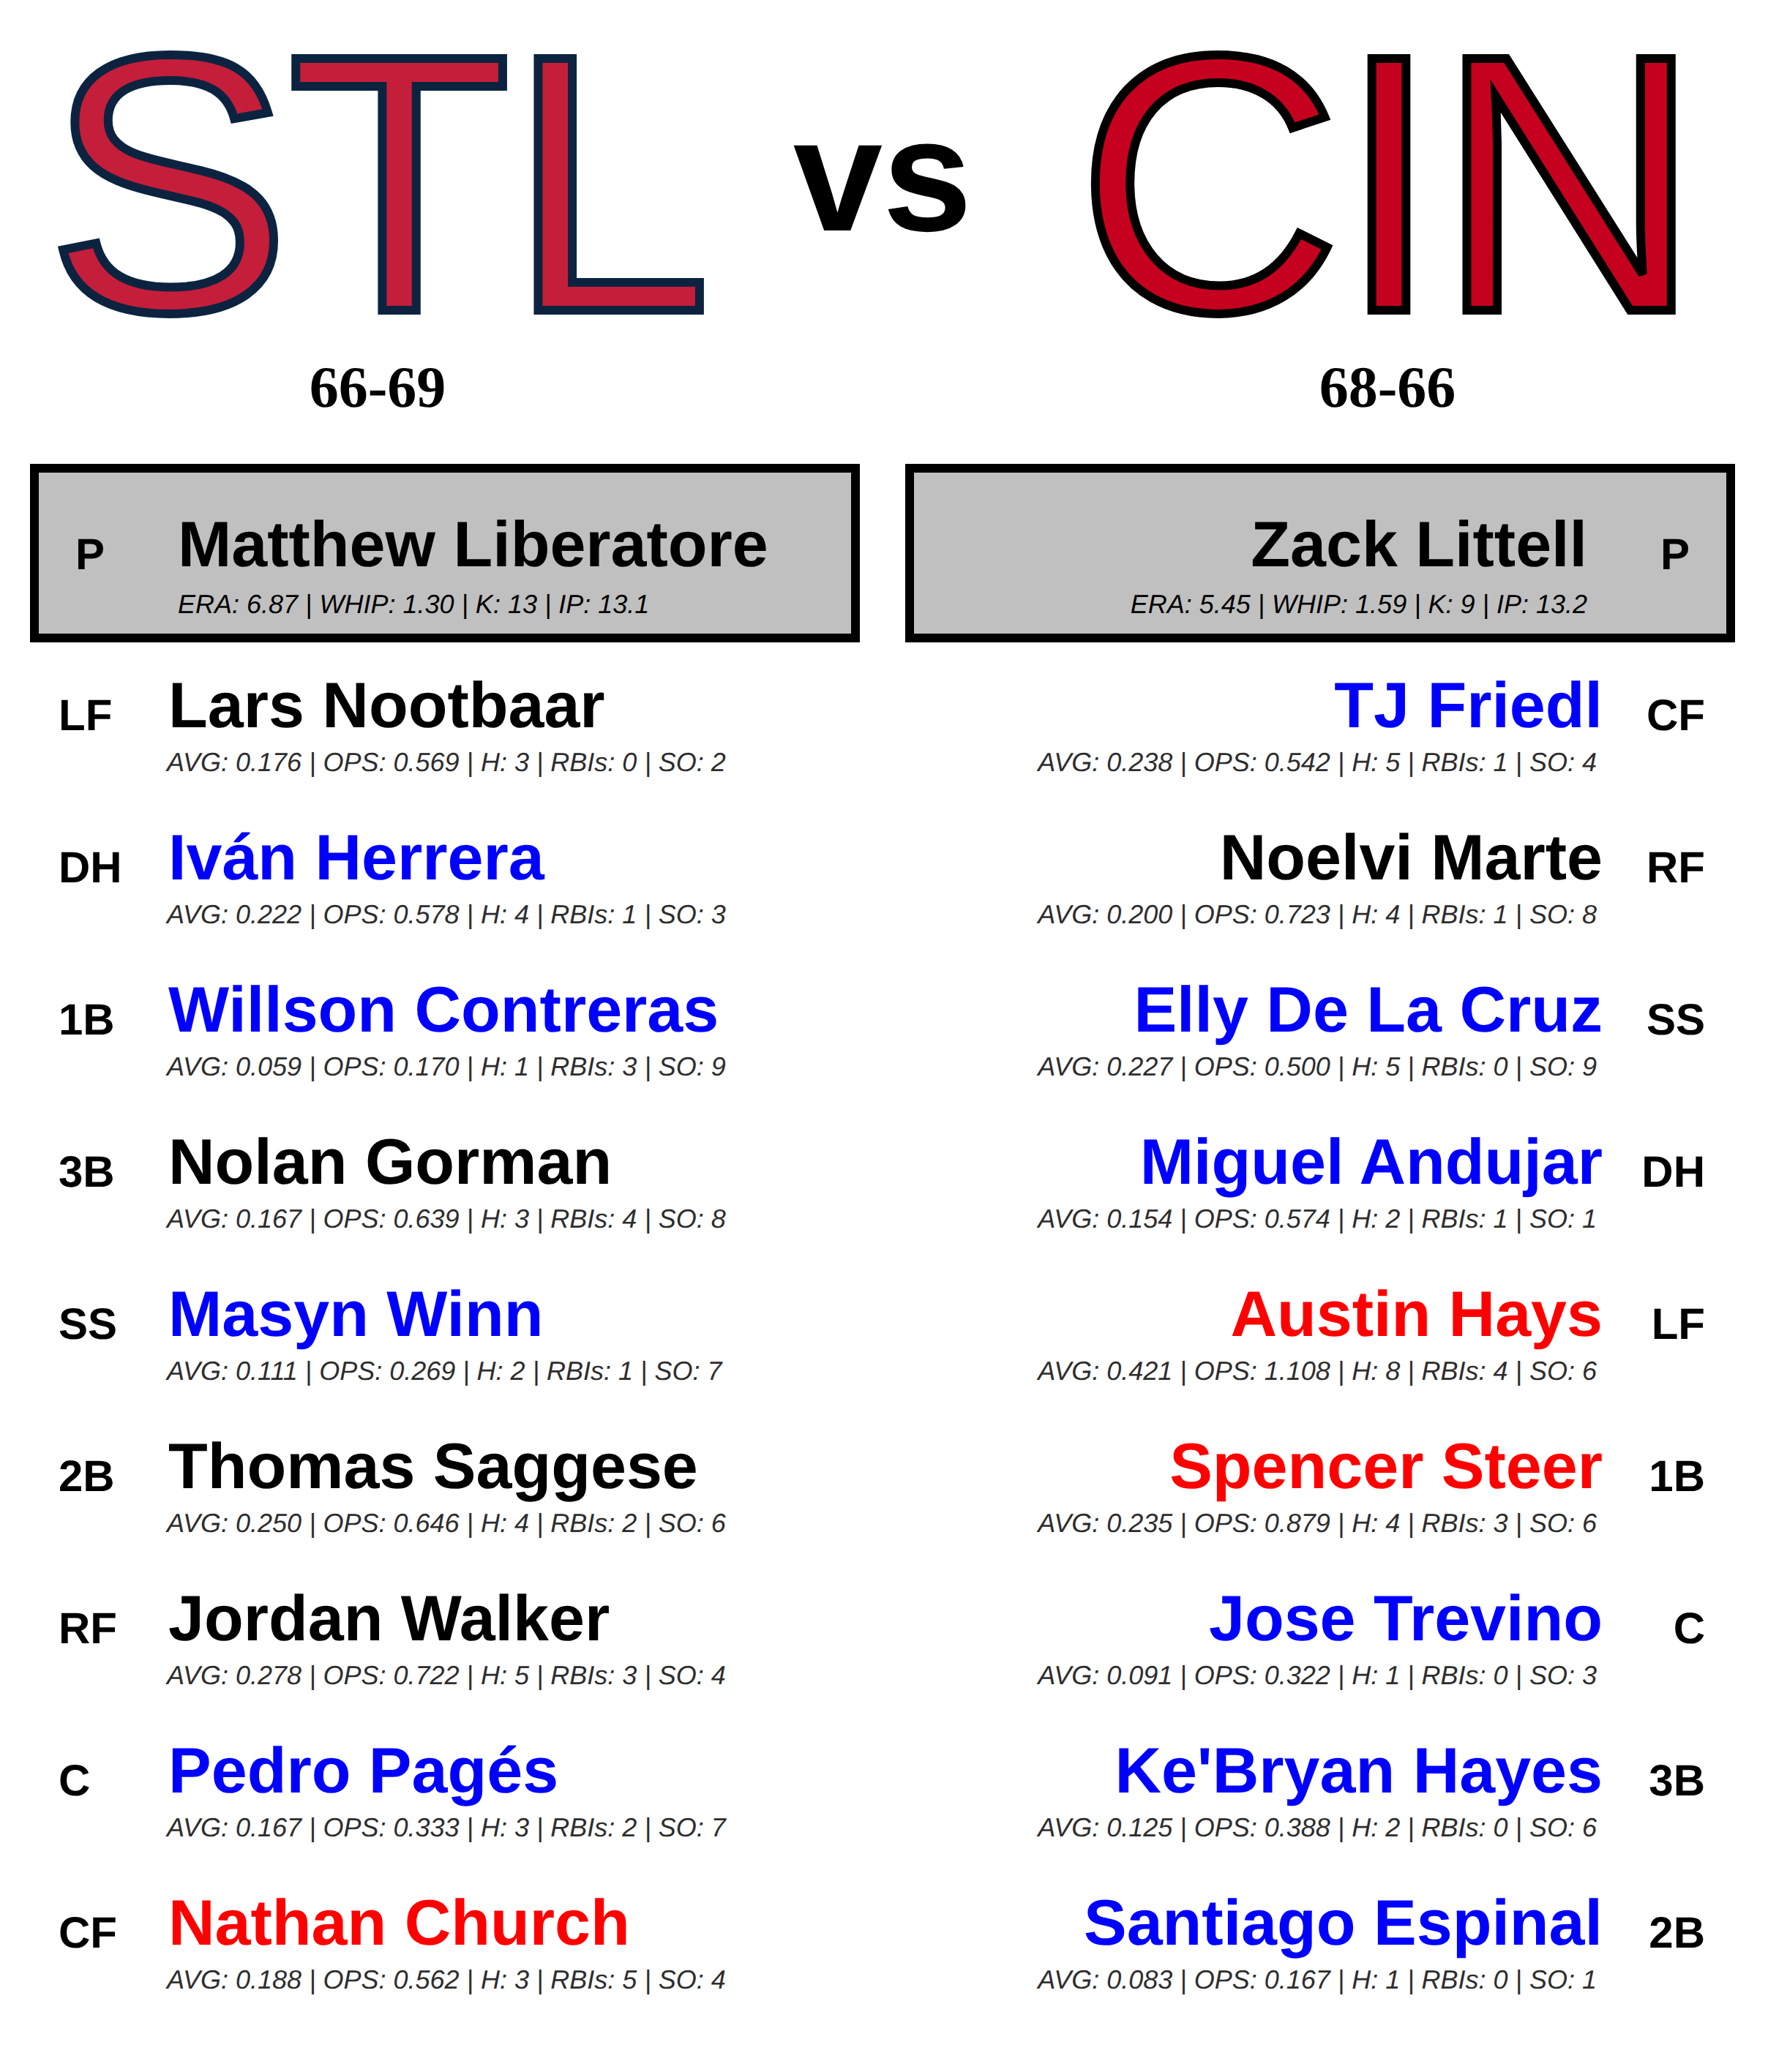 STL vs CIN
66-69
68-66
P Matthew Liberatore
ERA: 6.87 | WHIP: 1.30 | K: 13 | IP: 13.1
Zack Littell P
ERA: 5.45 | WHIP: 1.59 | K: 9 | IP: 13.2
LF Lars Nootbaar
AVG: 0.176 | OPS: 0.569 | H: 3 | RBIs: 0 | SO: 2
DH Iván Herrera
AVG: 0.222 | OPS: 0.578 | H: 4 | RBIs: 1 | SO: 3
1B Willson Contreras
AVG: 0.059 | OPS: 0.170 | H: 1 | RBIs: 3 | SO: 9
3B Nolan Gorman
AVG: 0.167 | OPS: 0.639 | H: 3 | RBIs: 4 | SO: 8
SS Masyn Winn
AVG: 0.111 | OPS: 0.269 | H: 2 | RBIs: 1 | SO: 7
2B Thomas Saggese
AVG: 0.250 | OPS: 0.646 | H: 4 | RBIs: 2 | SO: 6
RF Jordan Walker
AVG: 0.278 | OPS: 0.722 | H: 5 | RBIs: 3 | SO: 4
C Pedro Pagés
AVG: 0.167 | OPS: 0.333 | H: 3 | RBIs: 2 | SO: 7
CF Nathan Church
AVG: 0.188 | OPS: 0.562 | H: 3 | RBIs: 5 | SO: 4
TJ Friedl CF
AVG: 0.238 | OPS: 0.542 | H: 5 | RBIs: 1 | SO: 4
Noelvi Marte RF
AVG: 0.200 | OPS: 0.723 | H: 4 | RBIs: 1 | SO: 8
Elly De La Cruz SS
AVG: 0.227 | OPS: 0.500 | H: 5 | RBIs: 0 | SO: 9
Miguel Andujar DH
AVG: 0.154 | OPS: 0.574 | H: 2 | RBIs: 1 | SO: 1
Austin Hays LF
AVG: 0.421 | OPS: 1.108 | H: 8 | RBIs: 4 | SO: 6
Spencer Steer 1B
AVG: 0.235 | OPS: 0.879 | H: 4 | RBIs: 3 | SO: 6
Jose Trevino C
AVG: 0.091 | OPS: 0.322 | H: 1 | RBIs: 0 | SO: 3
Ke'Bryan Hayes 3B
AVG: 0.125 | OPS: 0.388 | H: 2 | RBIs: 0 | SO: 6
Santiago Espinal 2B
AVG: 0.083 | OPS: 0.167 | H: 1 | RBIs: 0 | SO: 1